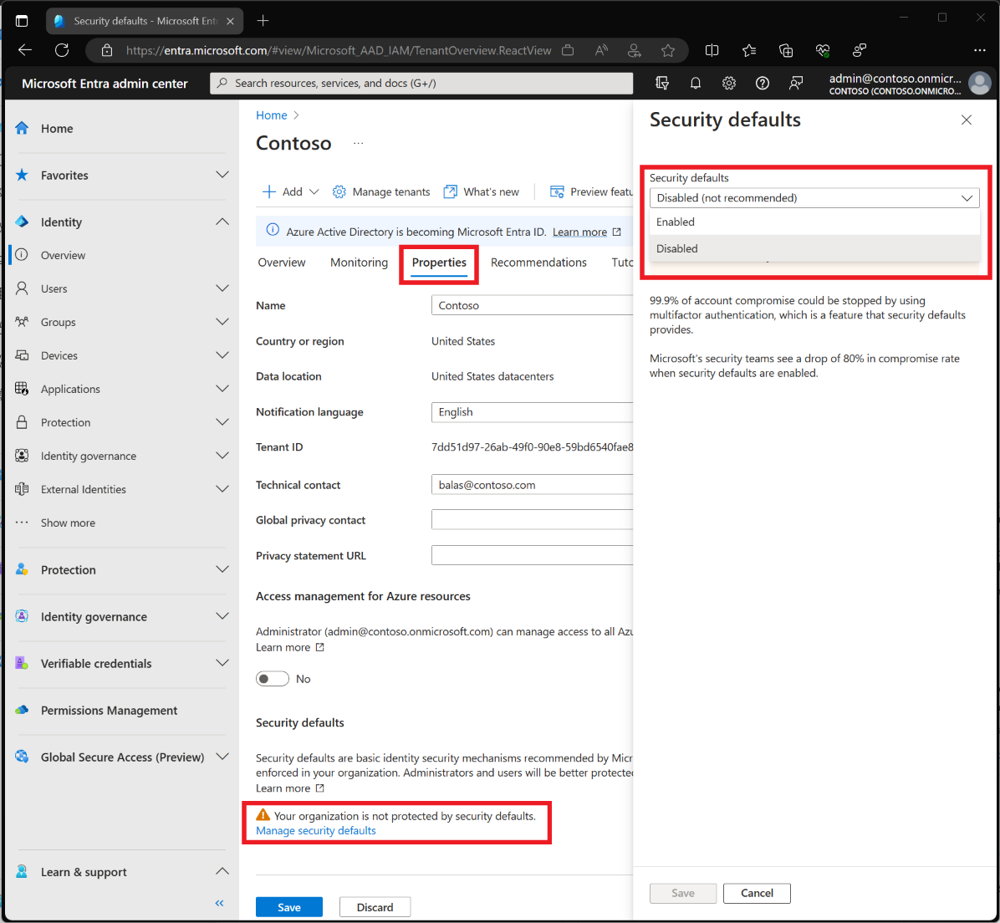 Security defaults - Microsoft Ent
https://entra.microsoft.com/#view/Microsoft_AAD_IAM/TenantOverview.ReactView
Microsoft Entra admin center
Search resources, services, and docs (G+/)
admin@contoso.onmicr...
CONTOSO (CONTOSO.ONMICRO...
Home
Favorites
Identity
Overview
Users
Groups
Devices
Applications
Protection
Identity governance
External Identities
Show more
Protection
Identity governance
Verifiable credentials
Permissions Management
Global Secure Access (Preview)
Learn & support
Home
Contoso
Add
Manage tenants
What's new
Preview featu
Azure Active Directory is becoming Microsoft Entra ID. Learn more
Overview
Monitoring
Properties
Recommendations
Tuto
Name
Contoso
Country or region
United States
Data location
United States datacenters
Notification language
English
Tenant ID
7dd51d97-26ab-49f0-90e8-59bd6540fae8
Technical contact
balas@contoso.com
Global privacy contact
Privacy statement URL
Access management for Azure resources
Administrator (admin@contoso.onmicrosoft.com) can manage access to all Azu
Learn more
No
Security defaults
Security defaults are basic identity security mechanisms recommended by Micr
enforced in your organization. Administrators and users will be better protected
Learn more
Your organization is not protected by security defaults.
Manage security defaults
Save
Discard
Security defaults
Security defaults
Disabled (not recommended)
Enabled
Disabled
99.9% of account compromise could be stopped by using
multifactor authentication, which is a feature that security defaults
provides.
Microsoft's security teams see a drop of 80% in compromise rate
when security defaults are enabled.
Save
Cancel